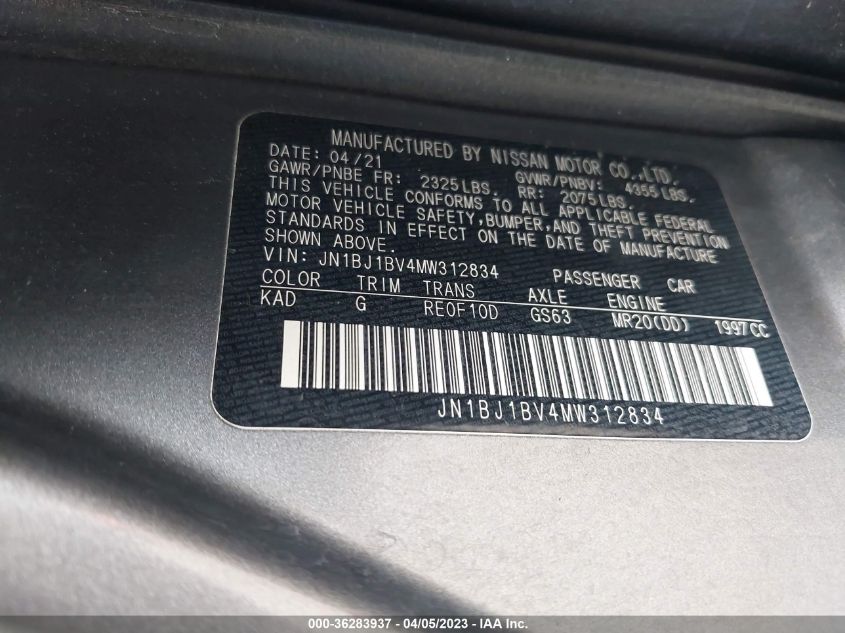 MANUFACTURED BY NISSAN MOTOR CO.,LTD.
DATE: 04/21 GVWR/PNBV: 4355LBS.
GAWR/PNBE FR: 2325LBS. RR: 2075LBS.
THIS VEHICLE CONFORMS TO ALL APPLICABLE FEDERAL
MOTOR VEHICLE SAFETY,BUMPER,AND THEFT PREVENTION
STANDARDS IN EFFECT ON THE DATE OF MANUFACTURE
SHOWN ABOVE.
VIN: JN1BJ1BV4MW312834 PASSENGER CAR
COLOR TRIM TRANS AXLE ENGINE
KAD G RE0F10D GS63 MR20(DD) 1997CC
JN1BJ1BV4MW312834
000-36283937 - 04/05/2023 - IAA Inc.